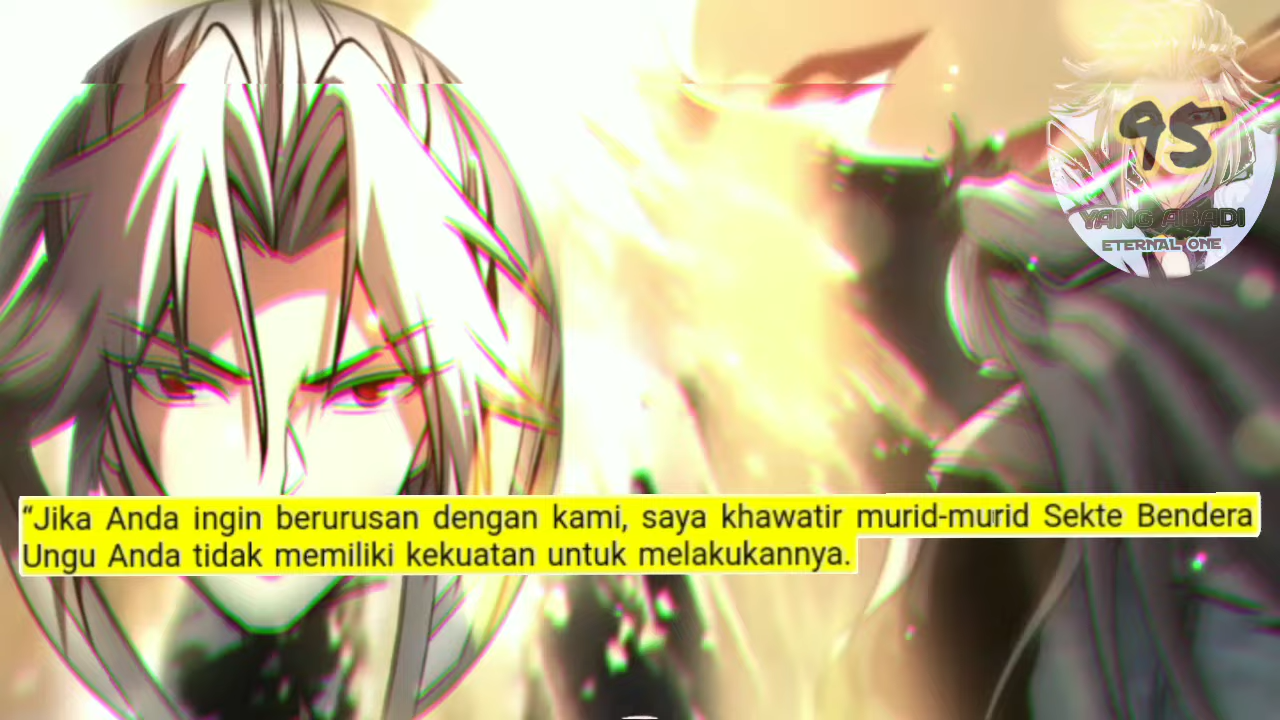 95
YANG ABADI
ETERNAL ONE
“Jika Anda ingin berurusan dengan kami, saya khawatir murid-murid Sekte Bendera
Ungu Anda tidak memiliki kekuatan untuk melakukannya.